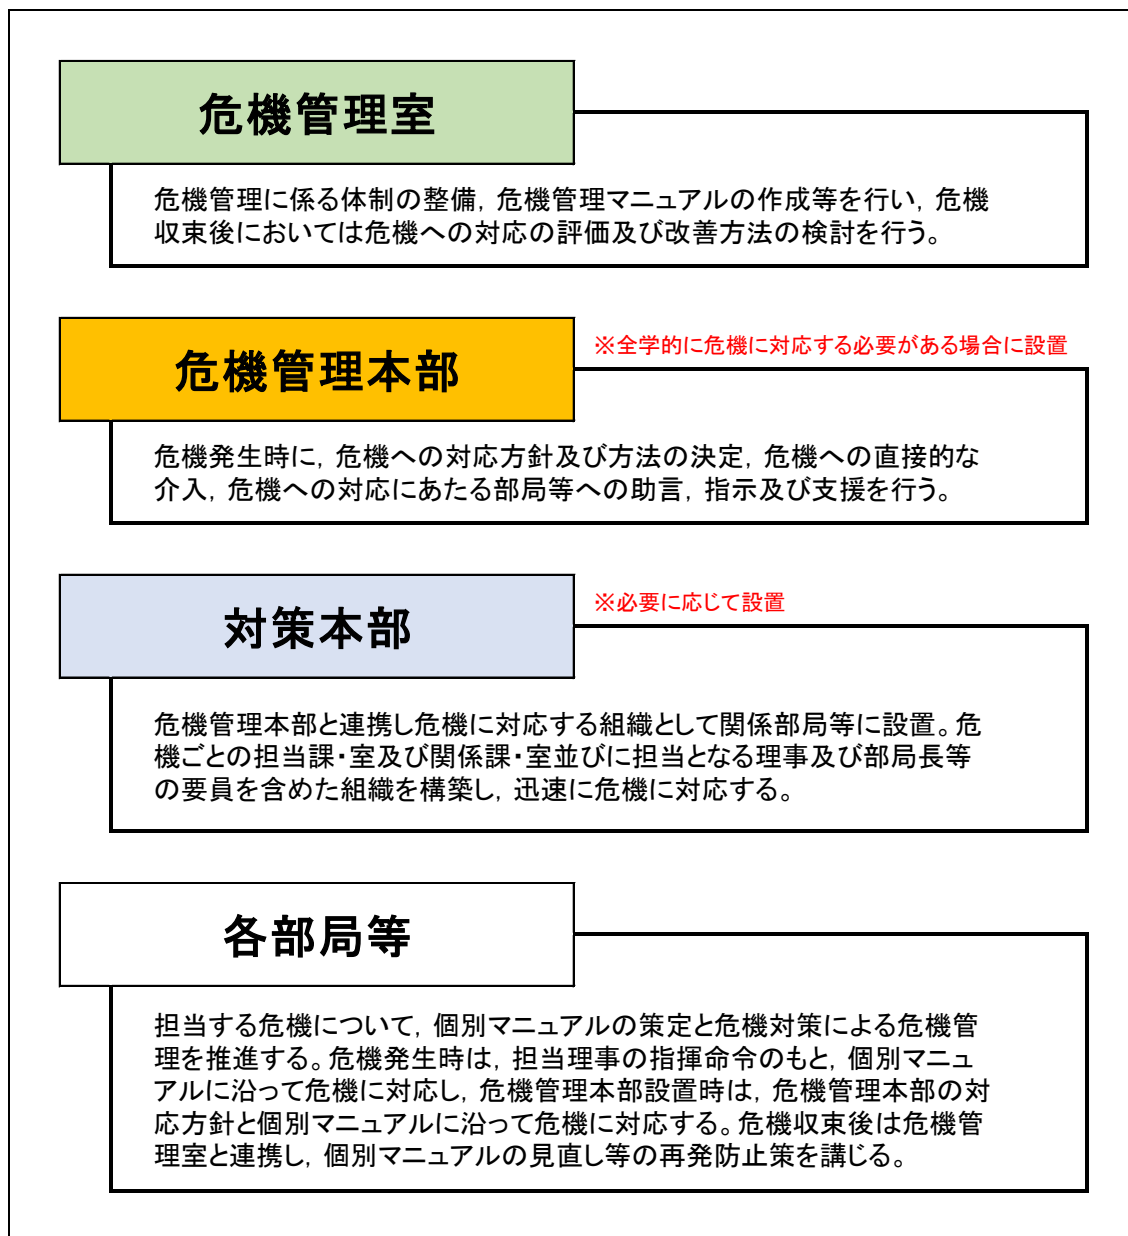 危機管理室
危機管理に係る体制の整備，危機管理マニュアルの作成等を行い，危機
収束後においては危機への対応の評価及び改善方法の検討を行う。
※全学的に危機に対応する必要がある場合に設置
危機管理本部
危機発生時に，危機への対応方針及び方法の決定，危機への直接的な
介入，危機への対応にあたる部局等への助言，指示及び支援を行う。
※必要に応じて設置
対策本部
危機管理本部と連携し危機に対応する組織として関係部局等に設置。危
機ごとの担当課・室及び関係課・室並びに担当となる理事及び部局長等
の要員を含めた組織を構築し，迅速に危機に対応する。
各部局等
担当する危機について，個別マニュアルの策定と危機対策による危機管
理を推進する。危機発生時は，担当理事の指揮命令のもと，個別マニュ
アルに沿って危機に対応し，危機管理本部設置時は，危機管理本部の対
応方針と個別マニュアルに沿って危機に対応する。危機収束後は危機管
理室と連携し，個別マニュアルの見直し等の再発防止策を講じる。